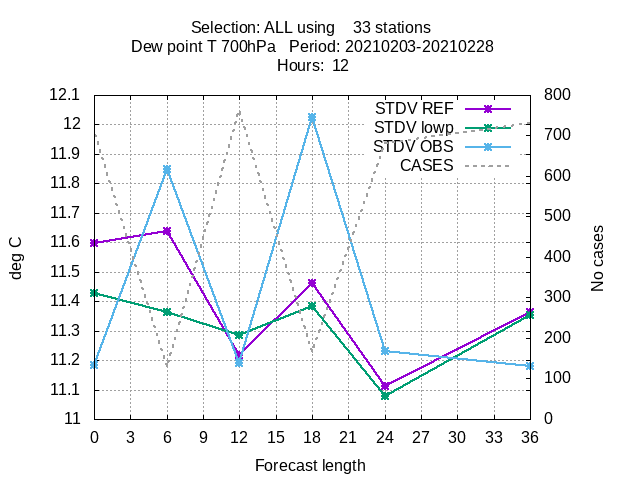 Selection: ALL using    33 stations
Dew point T 700hPa   Period: 20210203-20210228
Hours:  12
12.1
12
11.9
11.8
11.7
11.6
11.5
11.4
11.3
11.2
11.1
11
deg C
800
700
600
500
400
300
200
100
0
No cases
STDV REF
STDV lowp
STDV OBS
CASES
0 3 6 9 12 15 18 21 24 27 30 33 36
Forecast length